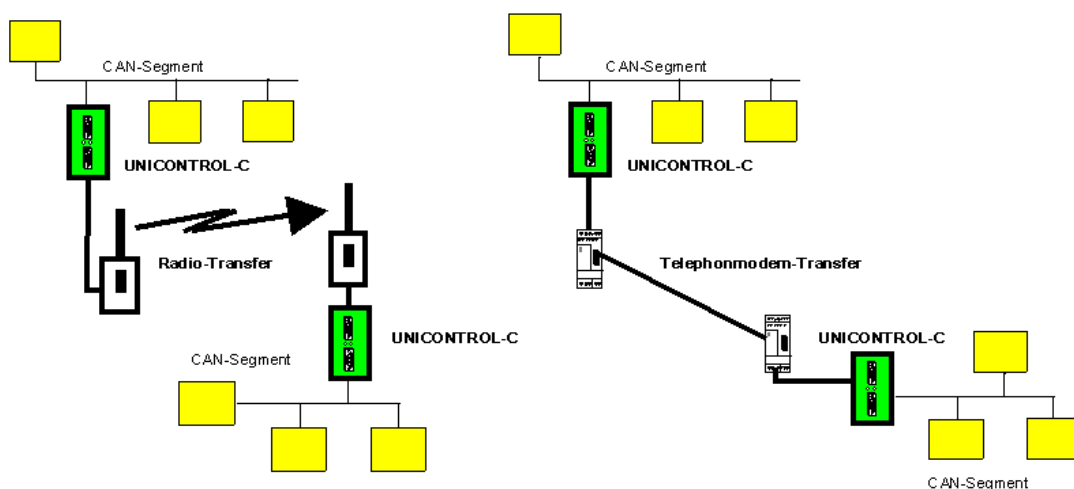 CAN-Segment
UNICONTROL-C
Radio-Transfer
UNICONTROL-C
CAN-Segment
CAN-Segment
UNICONTROL-C
Telephonmodem-Transfer
UNICONTROL-C
CAN-Segment